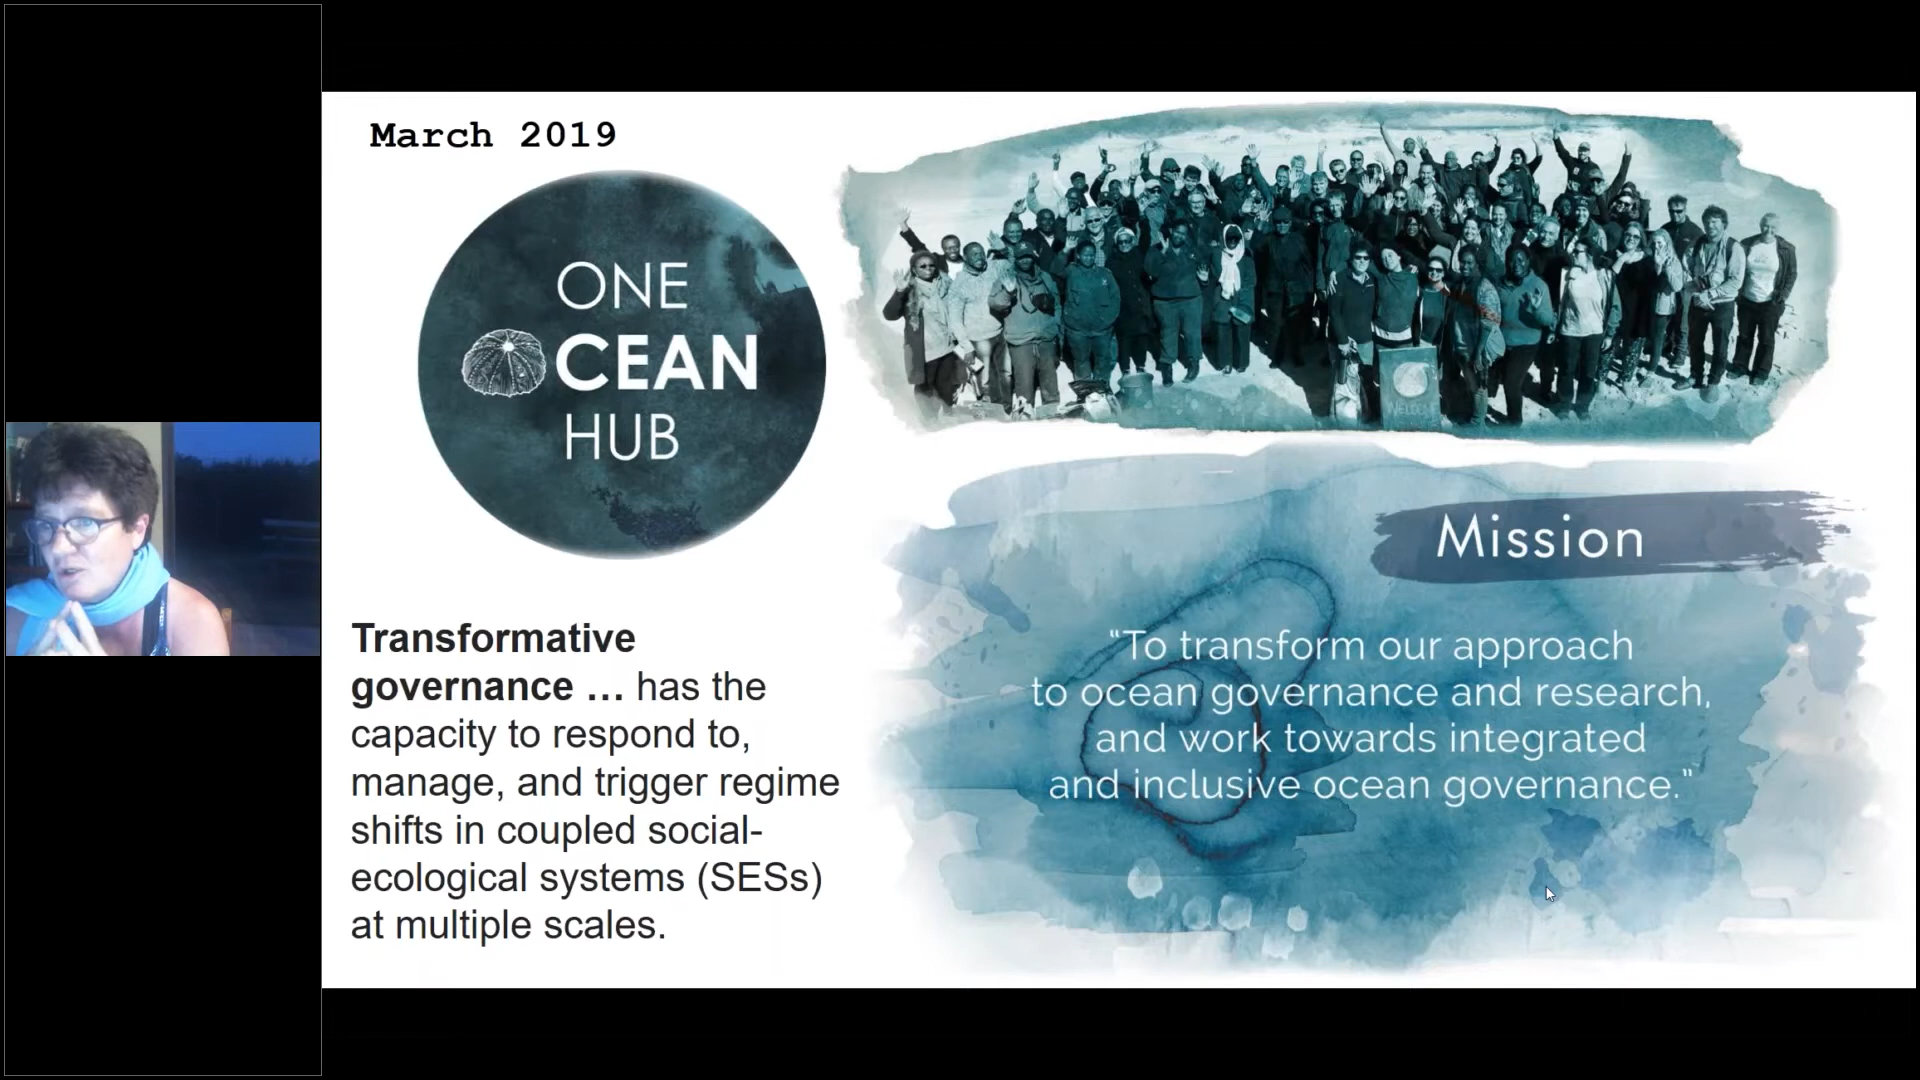 March 2019
ONE
CEAN
HUB
Transformative
governance ... has the
capacity to respond to,
manage, and trigger regime
shifts in coupled social-
ecological systems (SESs)
at multiple scales.
WELCOME
Mission
“To transform our approach
to ocean governance and research,
and work towards integrated
and inclusive ocean governance.”